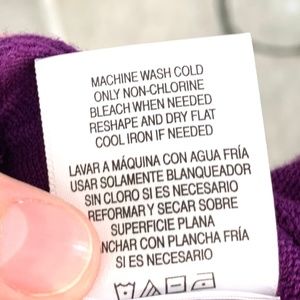 MACHINE WASH COLD
ONLY NON-CHLORINE
BLEACH WHEN NEEDED
RESHAPE AND DRY FLAT
COOL IRON IF NEEDED
LAVAR A MÁQUINA CON AGUA FRÍA
USAR SOLAMENTE BLANQUEADOR
SIN CLORO SI ES NECESARIO
REFORMAR Y SECAR SOBRE
SUPERFICIE PLANA
NCHAR CON PLANCHA FRÍA
SI ES NECESARIO